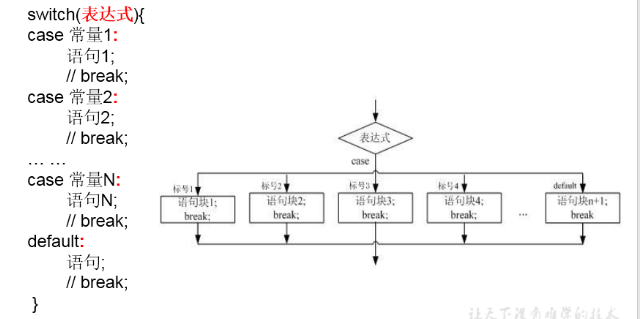 switch(表达式){
case 常量1:
语句1;
// break;
case 常量2:
语句2;
// break;
… …
case 常量N:
语句N;
// break;
default:
语句;
// break;
}
表达式
case
标号1
标号2
标号3
标号4
default
语句块1;
break;
语句块2;
break;
语句块3;
break;
语句块4;
break;
...
语句块n+1;
break
让天下没有难学的技术